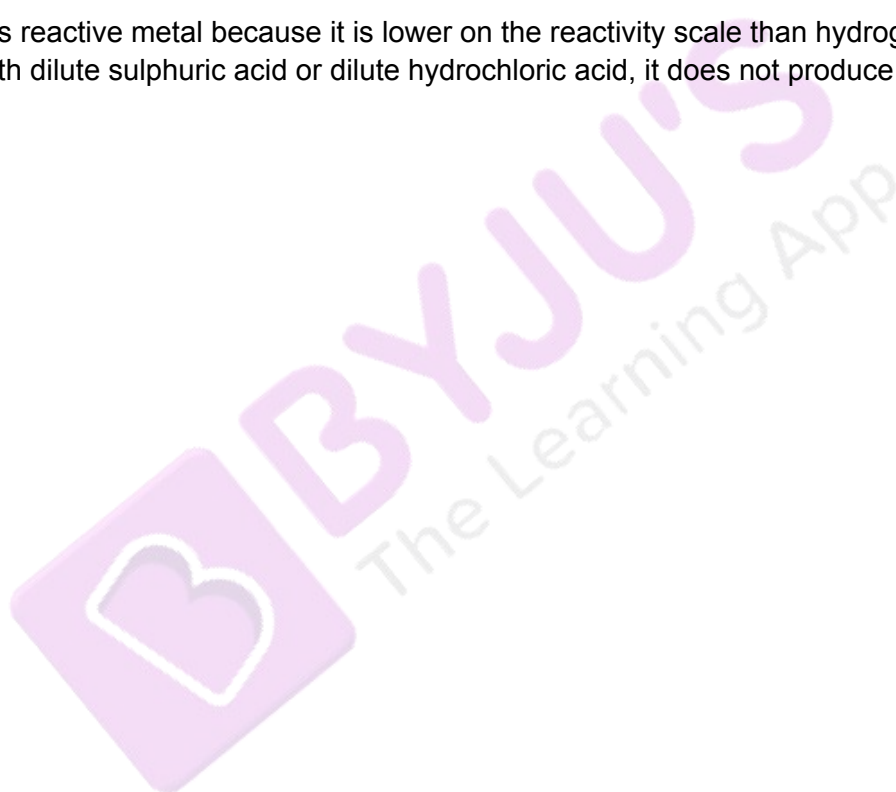 s reactive metal because it is lower on the reactivity scale than hydrog
th dilute sulphuric acid or dilute hydrochloric acid, it does not produce
BYJU'S
The Learning App